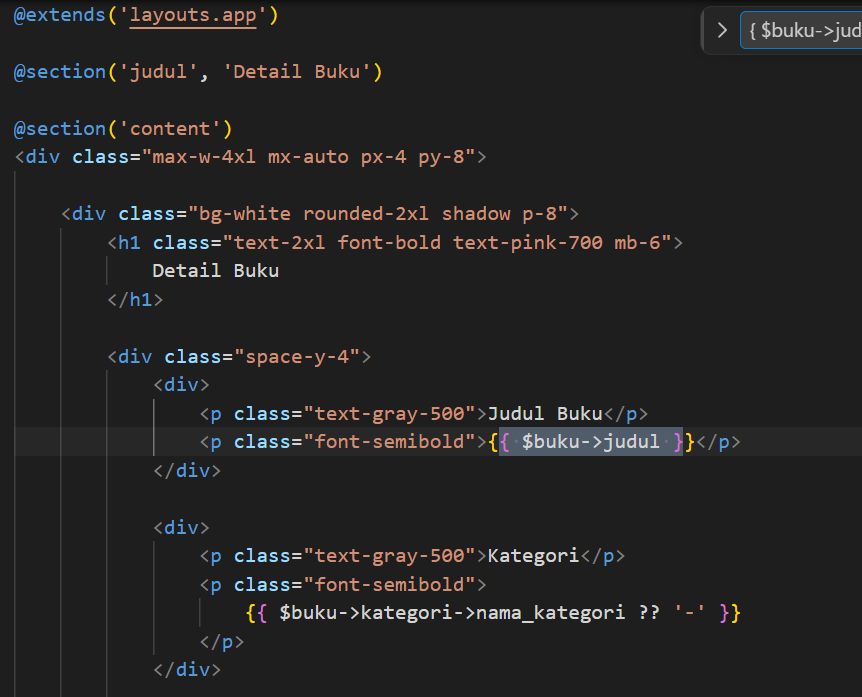 @extends('layouts.app')
{ $buku->jud
@section('judul', 'Detail Buku')
@section('content')
<div class="max-w-4xl mx-auto px-4 py-8">
<div class="bg-white rounded-2xl shadow p-8">
<h1 class="text-2xl font-bold text-pink-700 mb-6">
Detail Buku
</h1>
<div class="space-y-4">
<div>
<p class="text-gray-500">Judul Buku</p>
<p class="font-semibold">{{ $buku->judul }}</p>
</div>
<div>
<p class="text-gray-500">Kategori</p>
<p class="font-semibold">
{{ $buku->kategori->nama_kategori ?? '-' }}
</p>
</div>